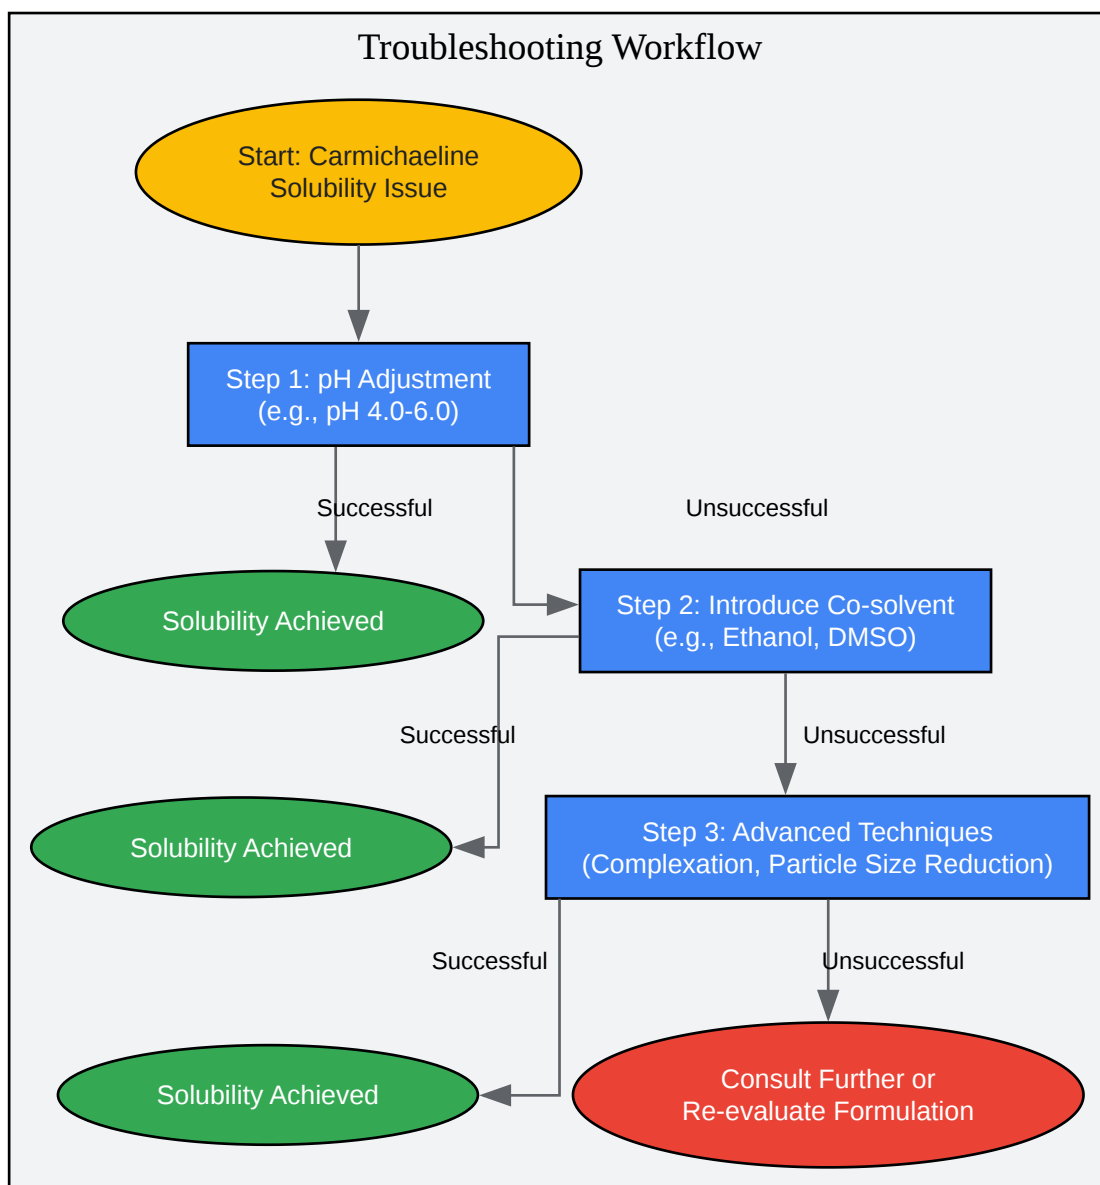 Troubleshooting Workflow
Start: Carmichaeline
Solubility Issue
Step 1: pH Adjustment
(e.g., pH 4.0-6.0)
Successful
Unsuccessful
Solubility Achieved
Step 2: Introduce Co-solvent
(e.g., Ethanol, DMSO)
Successful
Unsuccessful
Solubility Achieved
Step 3: Advanced Techniques
(Complexation, Particle Size Reduction)
Successful
Unsuccessful
Solubility Achieved
Consult Further or
Re-evaluate Formulation